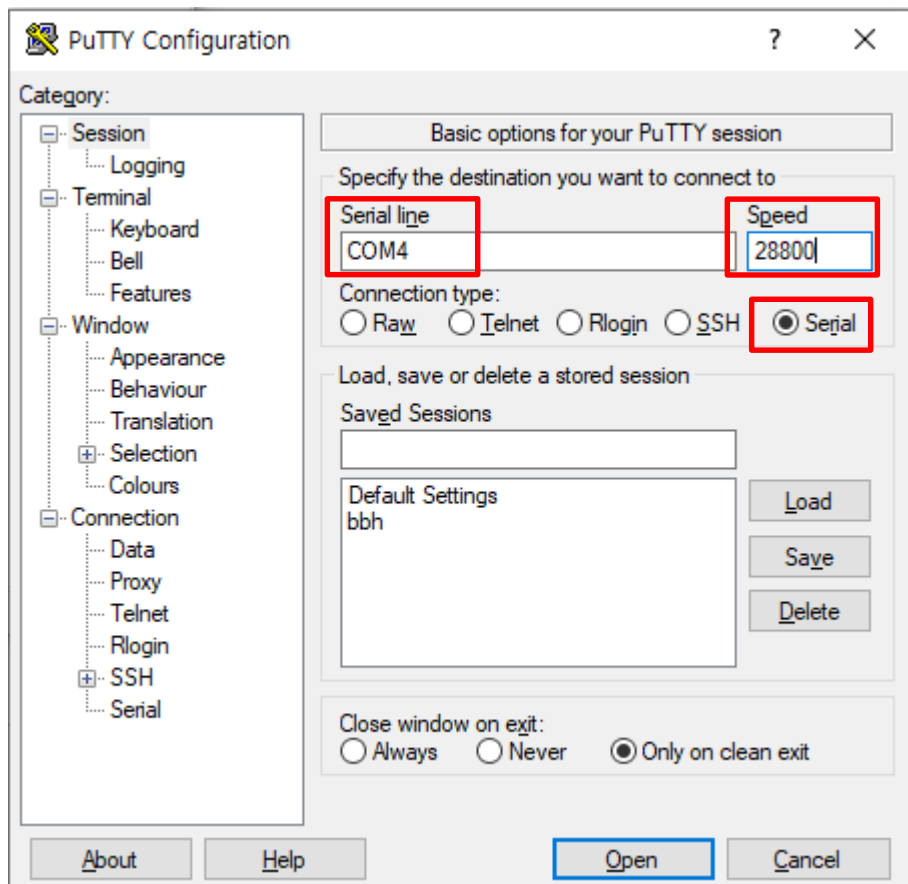 PuTTY Configuration
?
Category:
Session
Logging
Terminal
Keyboard
Bell
Features
Window
Appearance
Behaviour
Translation
Selection
Colours
Connection
Data
Proxy
Telnet
Rlogin
SSH
Serial
Basic options for your PuTTY session
Specify the destination you want to connect to
Serial line Speed
COM4 28800
Connection type:
Raw Telnet Rlogin SSH Serial
Load, save or delete a stored session
Saved Sessions
Default Settings
bbh
Load
Save
Delete
Close window on exit:
Always Never Only on clean exit
About Help Open Cancel